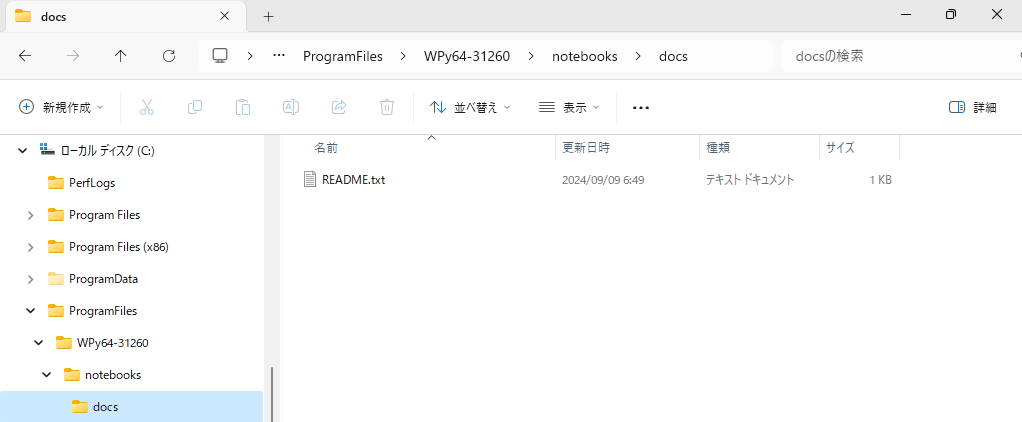 docs
ProgramFiles > WPy64-31260 > notebooks > docs
docsの検索
新規作成
並べ替え
表示
詳細
ローカル ディスク (C:)
PerfLogs
Program Files
Program Files (x86)
ProgramData
ProgramFiles
WPy64-31260
notebooks
docs
名前 更新日時 種類 サイズ
README.txt 2024/09/09 6:49 テキスト ドキュメント 1 KB